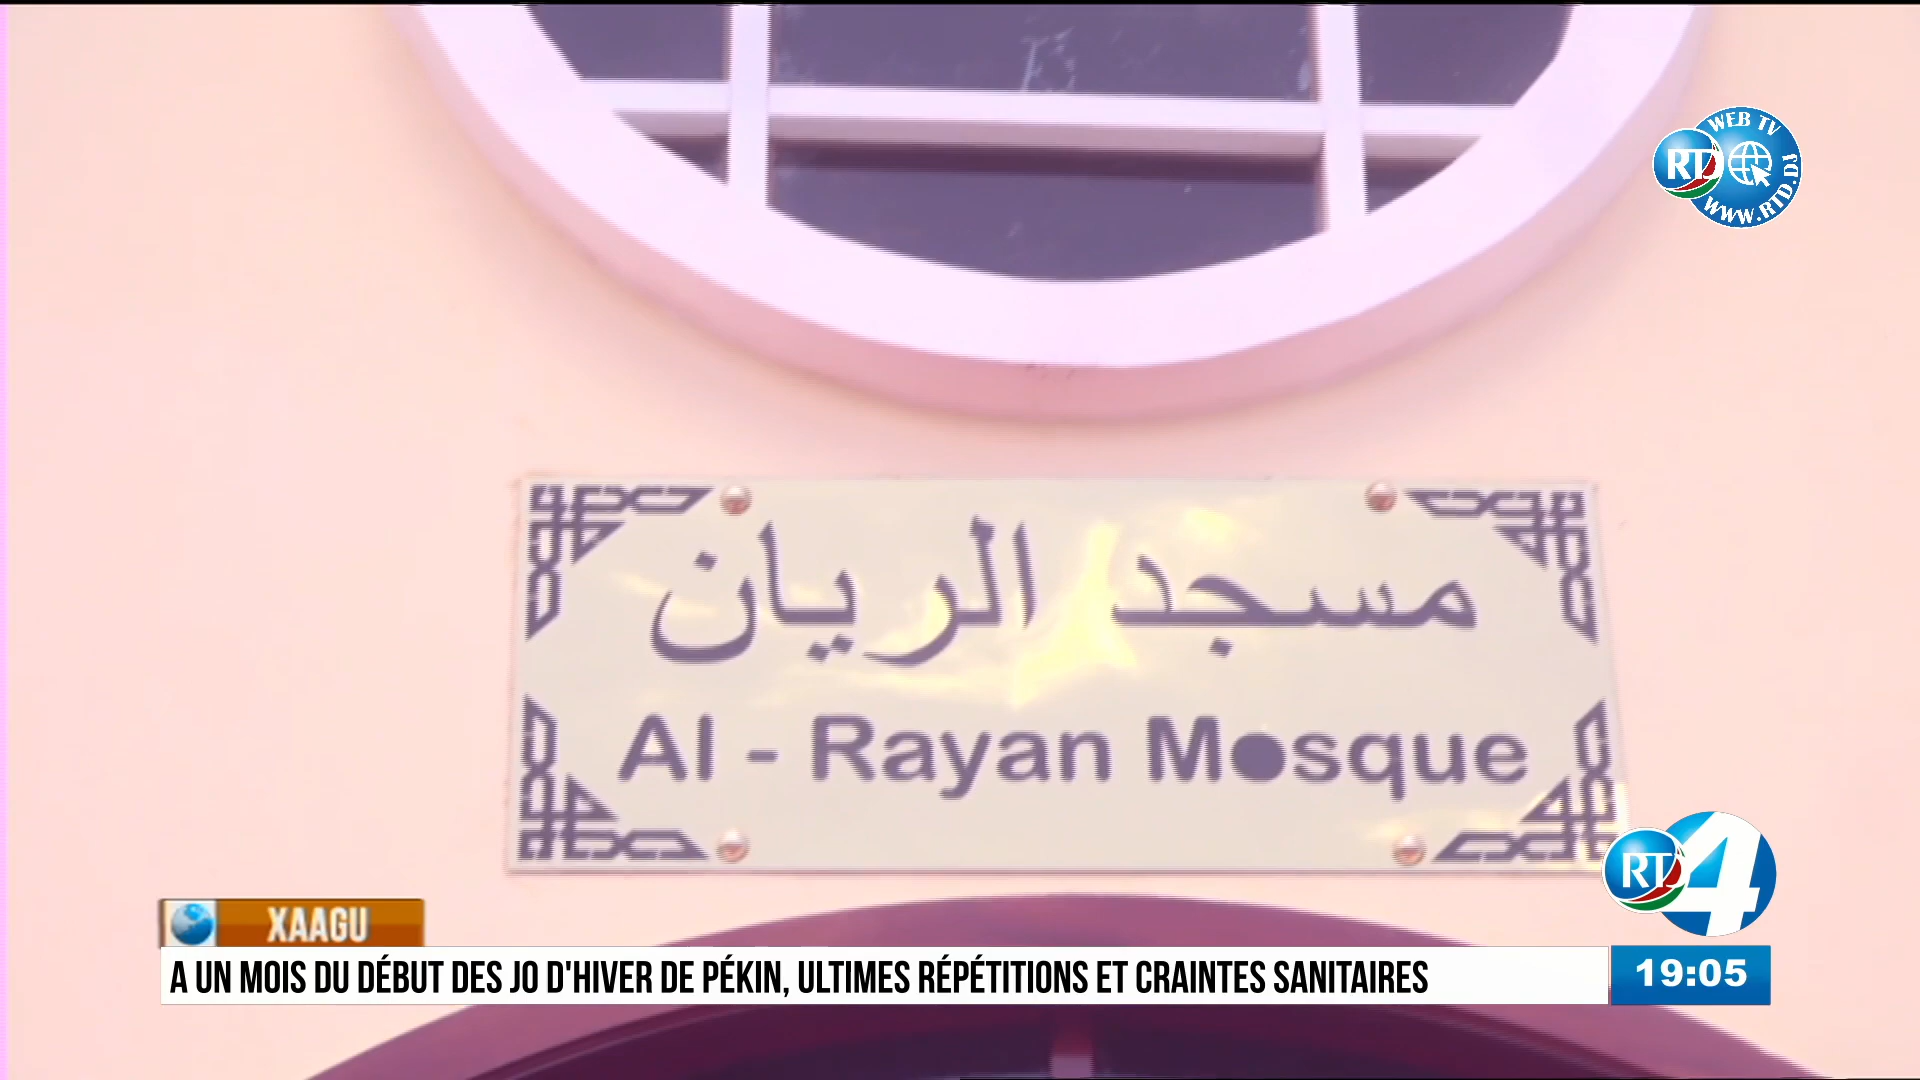 WEB TV
RTD
WWW.RTD.DJ
مسجد الريان
Al - Rayan Mosque
RTD 4
XAAGU
A UN MOIS DU DÉBUT DES JO D'HIVER DE PÉKIN, ULTIMES RÉPÉTITIONS ET CRAINTES SANITAIRES
19:05